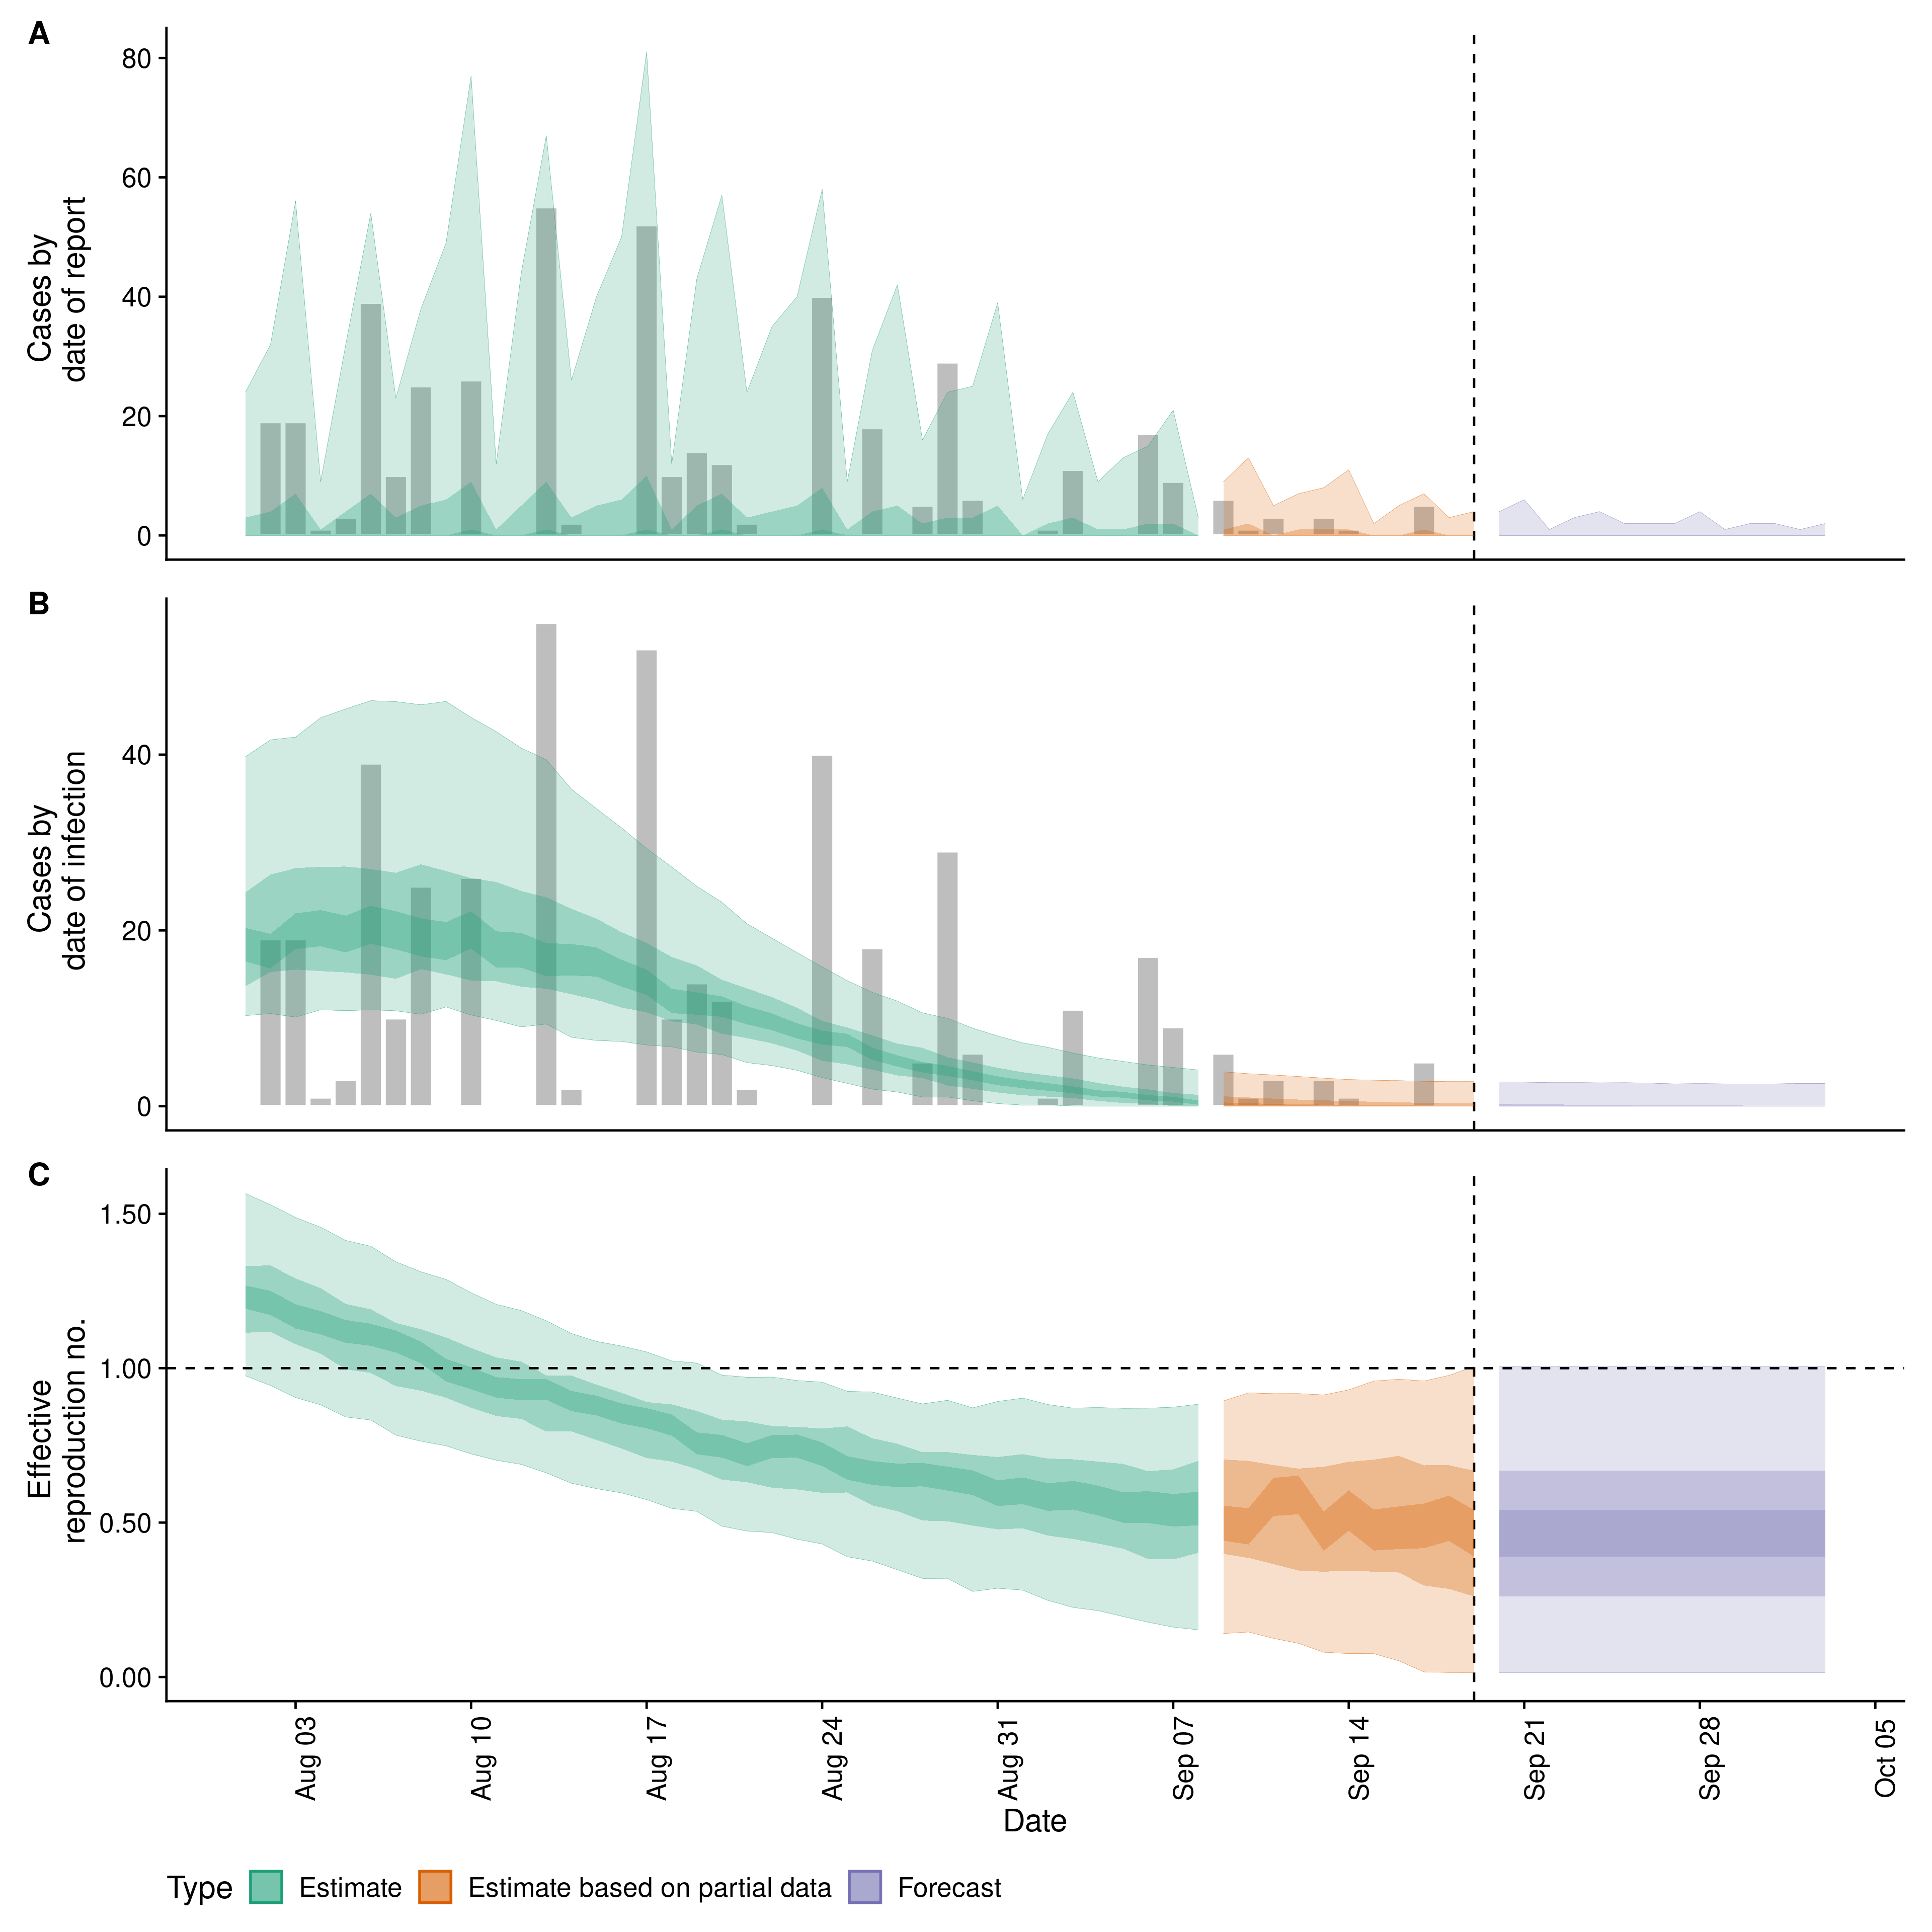 A
Cases by
date of report
80
60
40
20
0
B
Cases by
date of infection
40
20
0
C
Effective
reproduction no.
1.50
1.00
0.50
0.00
Aug 03
Aug 10
Aug 17
Aug 24
Aug 31
Sep 07
Sep 14
Sep 21
Sep 28
Oct 05
Date
Type Estimate Estimate based on partial data Forecast